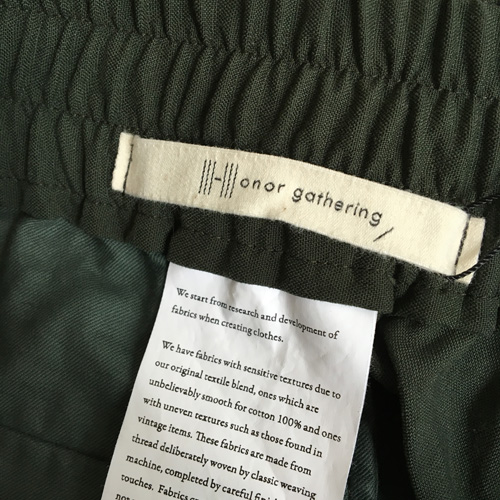 Honor gathering
We start from research and development of
fabrics when creating clothes.
We have fabrics with sensitive textures due to
our original textile blend, ones which are
unbelievably smooth for cotton 100% and ones
with uneven textures such as those found in
vintage items. These fabrics are made from
thread deliberately woven by classic weaving
machine, completed by careful
touches. Fabrics